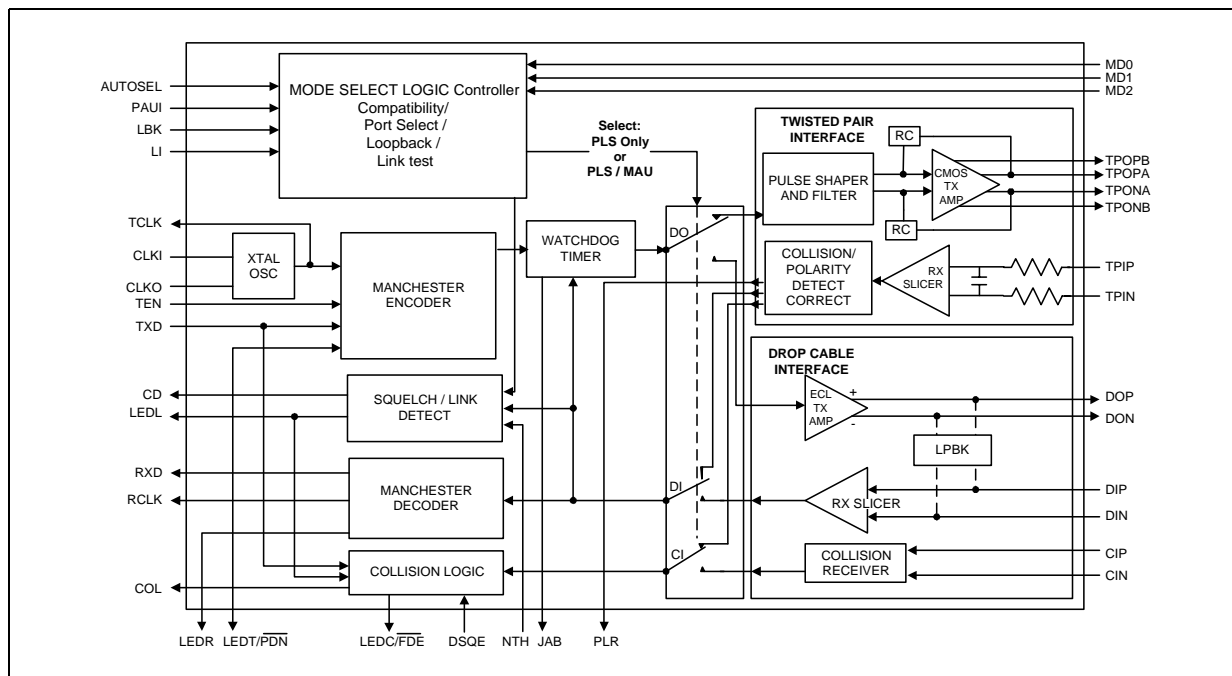 AUTOSEL
PAUI
LBK
LI
MODE SELECT LOGIC Controller
Compatibility/
Port Select /
Loopback /
Link test
MD0
MD1
MD2
Select:
PLS Only
or
PLS / MAU
TWISTED PAIR
INTERFACE
RC
PULSE SHAPER
AND FILTER
CMOS
TX
AMP
RC
TPOPB
TPOPA
TPONA
TPONB
TCLK
CLKI
CLKO
TEN
TXD
XTAL
OSC
MANCHESTER
ENCODER
WATCHDOG
TIMER
DO
COLLISION/
POLARITY
DETECT
CORRECT
RX
SLICER
TPIP
TPIN
DROP CABLE
INTERFACE
CD
LEDL
SQUELCH / LINK
DETECT
ECL
TX
AMP
+
-
DOP
DON
LPBK
RXD
RCLK
MANCHESTER
DECODER
DI
RX SLICER
DIP
DIN
COL
COLLISION LOGIC
CI
COLLISION
RECEIVER
CIP
CIN
LEDR
LEDT/PDN
LEDC/FDE
DSQE
NTH
JAB
PLR